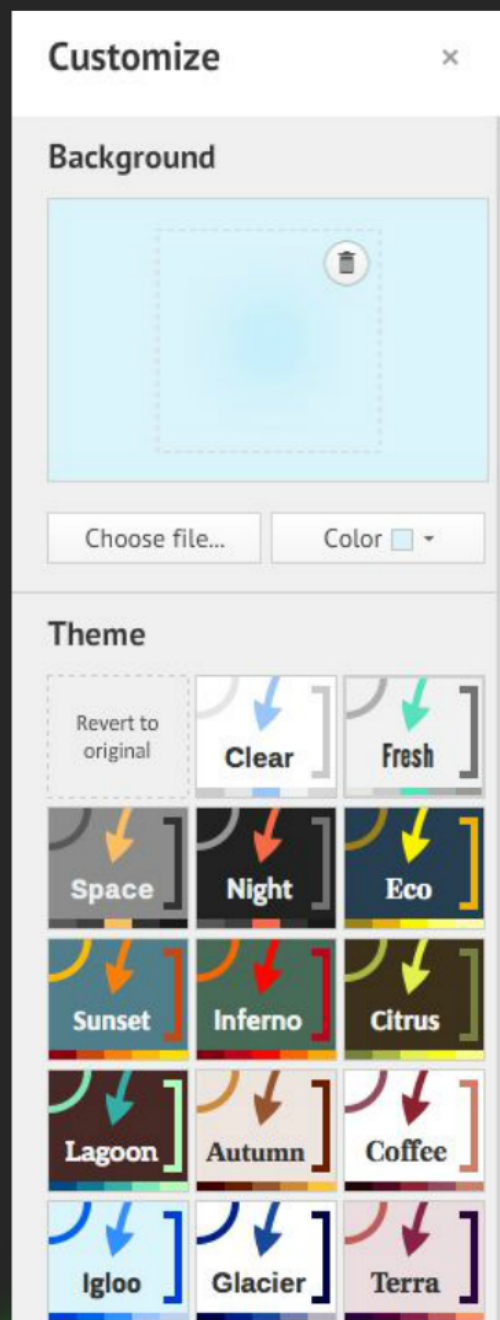 Customize
×
Background
Choose file...
Color
Theme
Revert to
original
Clear
Fresh
Space
Night
Eco
Sunset
Inferno
Citrus
Lagoon
Autumn
Coffee
Igloo
Glacier
Terra